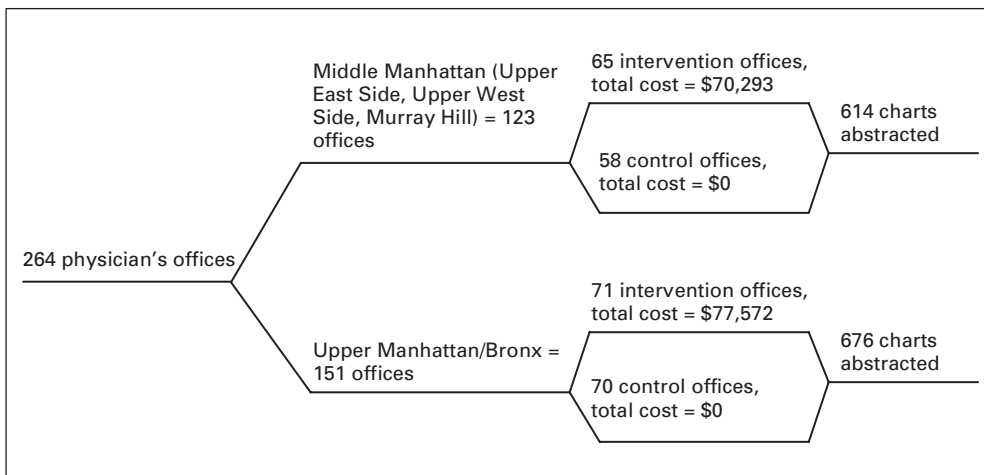 264 physician's offices
Middle Manhattan (Upper
East Side, Upper West
Side, Murray Hill) = 123
offices
65 intervention offices,
total cost = $70,293
58 control offices,
total cost = $0
614 charts
abstracted
Upper Manhattan/Bronx =
151 offices
71 intervention offices,
total cost = $77,572
70 control offices,
total cost = $0
676 charts
abstracted